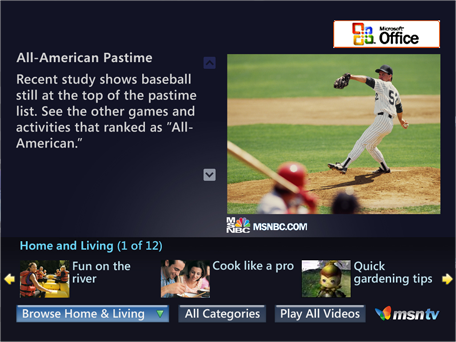 Microsoft®
Office
All-American Pastime
Recent study shows baseball
still at the top of the pastime
list. See the other games and
activities that ranked as "All-
American."
MSNBC MSNBC.COM
Home and Living (1 of 12)
Fun on the
river
Cook like a pro
Quick
gardening tips
Browse Home & Living
All Categories
Play All Videos
msntv